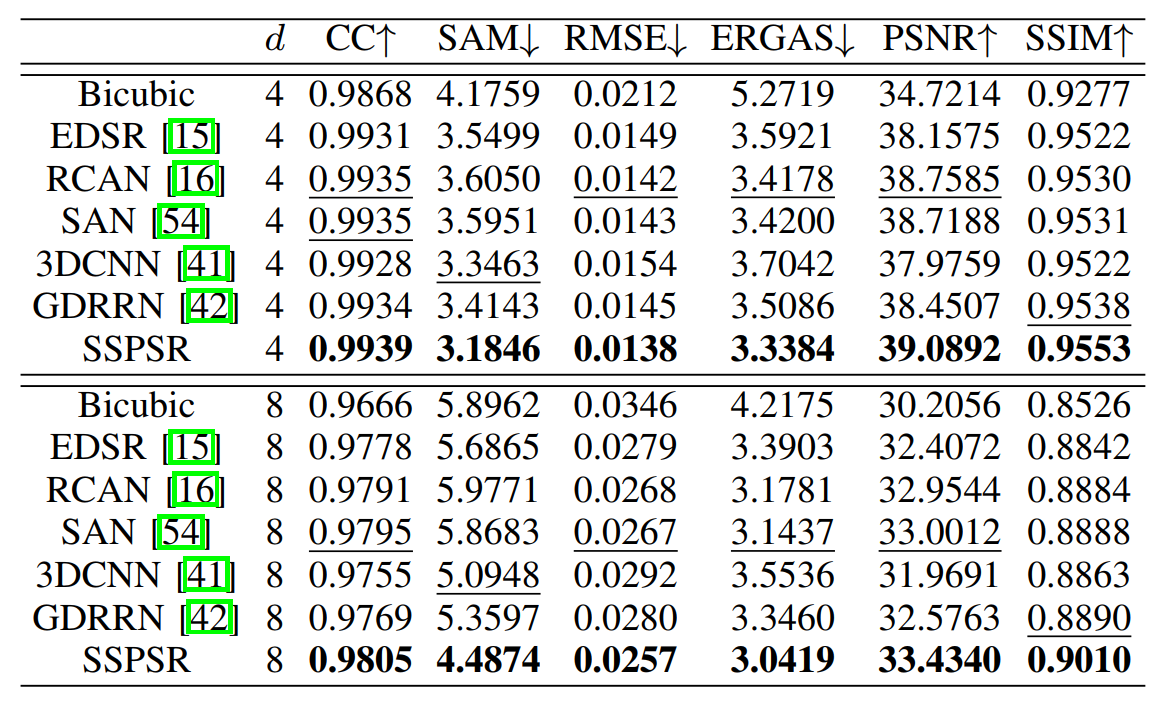 d CC↑ SAM↓ RMSE↓ ERGAS↓ PSNR↑ SSIM↑
Bicubic 4 0.9868 4.1759 0.0212 5.2719 34.7214 0.9277
EDSR [15] 4 0.9931 3.5499 0.0149 3.5921 38.1575 0.9522
RCAN [16] 4 0.9935 3.6050 0.0142 3.4178 38.7585 0.9530
SAN [54] 4 0.9935 3.5951 0.0143 3.4200 38.7188 0.9531
3DCNN [41] 4 0.9928 3.3463 0.0154 3.7042 37.9759 0.9522
GDRRN [42] 4 0.9934 3.4143 0.0145 3.5086 38.4507 0.9538
SSPSR 4 0.9939 3.1846 0.0138 3.3384 39.0892 0.9553
Bicubic 8 0.9666 5.8962 0.0346 4.2175 30.2056 0.8526
EDSR [15] 8 0.9778 5.6865 0.0279 3.3903 32.4072 0.8842
RCAN [16] 8 0.9791 5.9771 0.0268 3.1781 32.9544 0.8884
SAN [54] 8 0.9795 5.8683 0.0267 3.1437 33.0012 0.8888
3DCNN [41] 8 0.9755 5.0948 0.0292 3.5536 31.9691 0.8863
GDRRN [42] 8 0.9769 5.3597 0.0280 3.3460 32.5763 0.8890
SSPSR 8 0.9805 4.4874 0.0257 3.0419 33.4340 0.9010